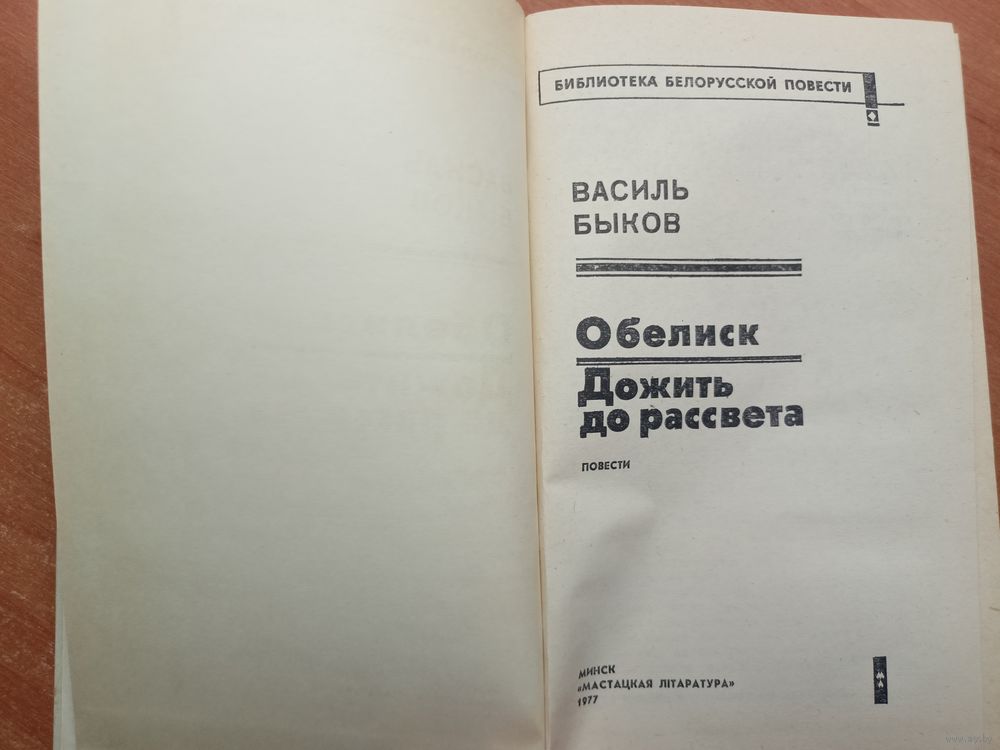 БИБЛИОТЕКА БЕЛОРУССКОЙ ПОВЕСТИ
ВАСИЛЬ
БЫКОВ
Обелиск
Дожить
до рассвета
ПОВЕСТИ
МИНСК
«МАСТАЦКАЯ ЛІТАРАТУРА»
1977